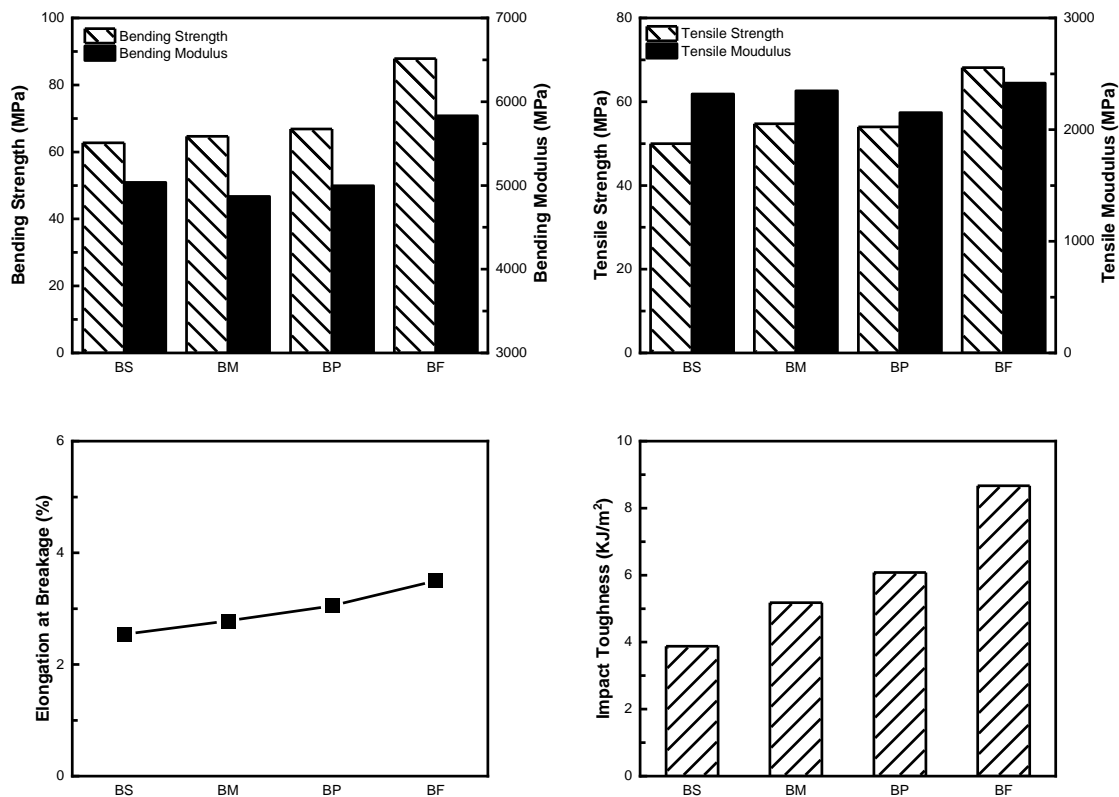 Bending Strength
Bending Modulus
Bending Strength (MPa)
100
80
60
40
20
0
7000
6000
5000
4000
3000
Bending Modulus (MPa)
BS BM BP BF
Tensile Strength
Tensile Moudulus
Tensile Strength (MPa)
80
60
40
20
0
3000
2000
1000
0
Tensile Moudulus (MPa)
BS BM BP BF
Elongation at Breakage (%)
6
4
2
0
BS BM BP BF
Impact Toughness (KJ/m²)
10
8
6
4
2
0
BS BM BP BF